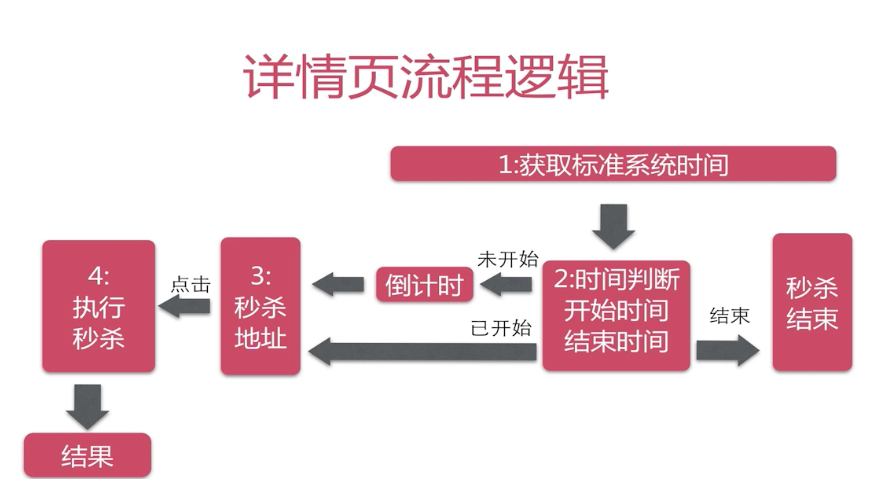 详情页流程逻辑
1:获取标准系统时间
2:时间判断
开始时间
结束时间
未开始
倒计时
已开始
结束
秒杀
结束
3:
秒杀
地址
点击
4:
执行
秒杀
结果